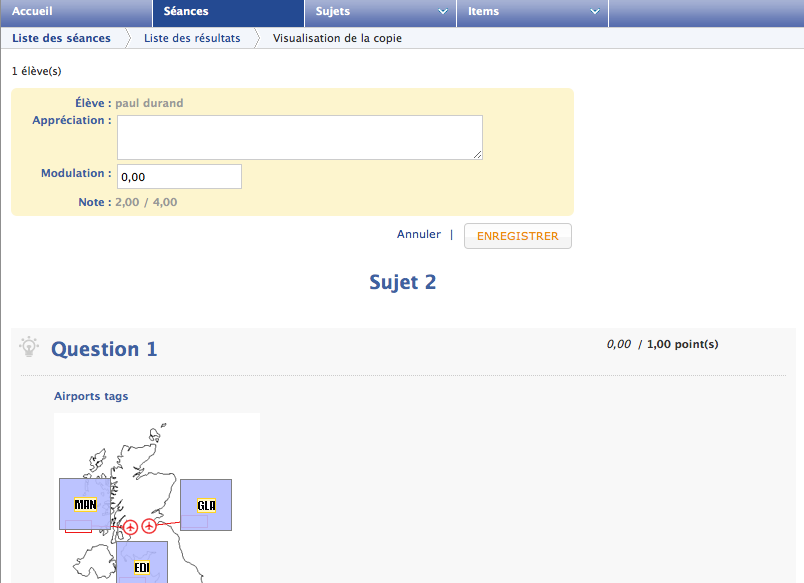 Accueil Séances Sujets Items
Liste des séances Liste des résultats Visualisation de la copie
1 élève(s)
Élève : paul durand
Appréciation :
Modulation : 0,00
Note : 2,00 / 4,00
Annuler | ENREGISTRER
Sujet 2
Question 1 0,00 / 1,00 point(s)
Airports tags
MAN GLA
EDI